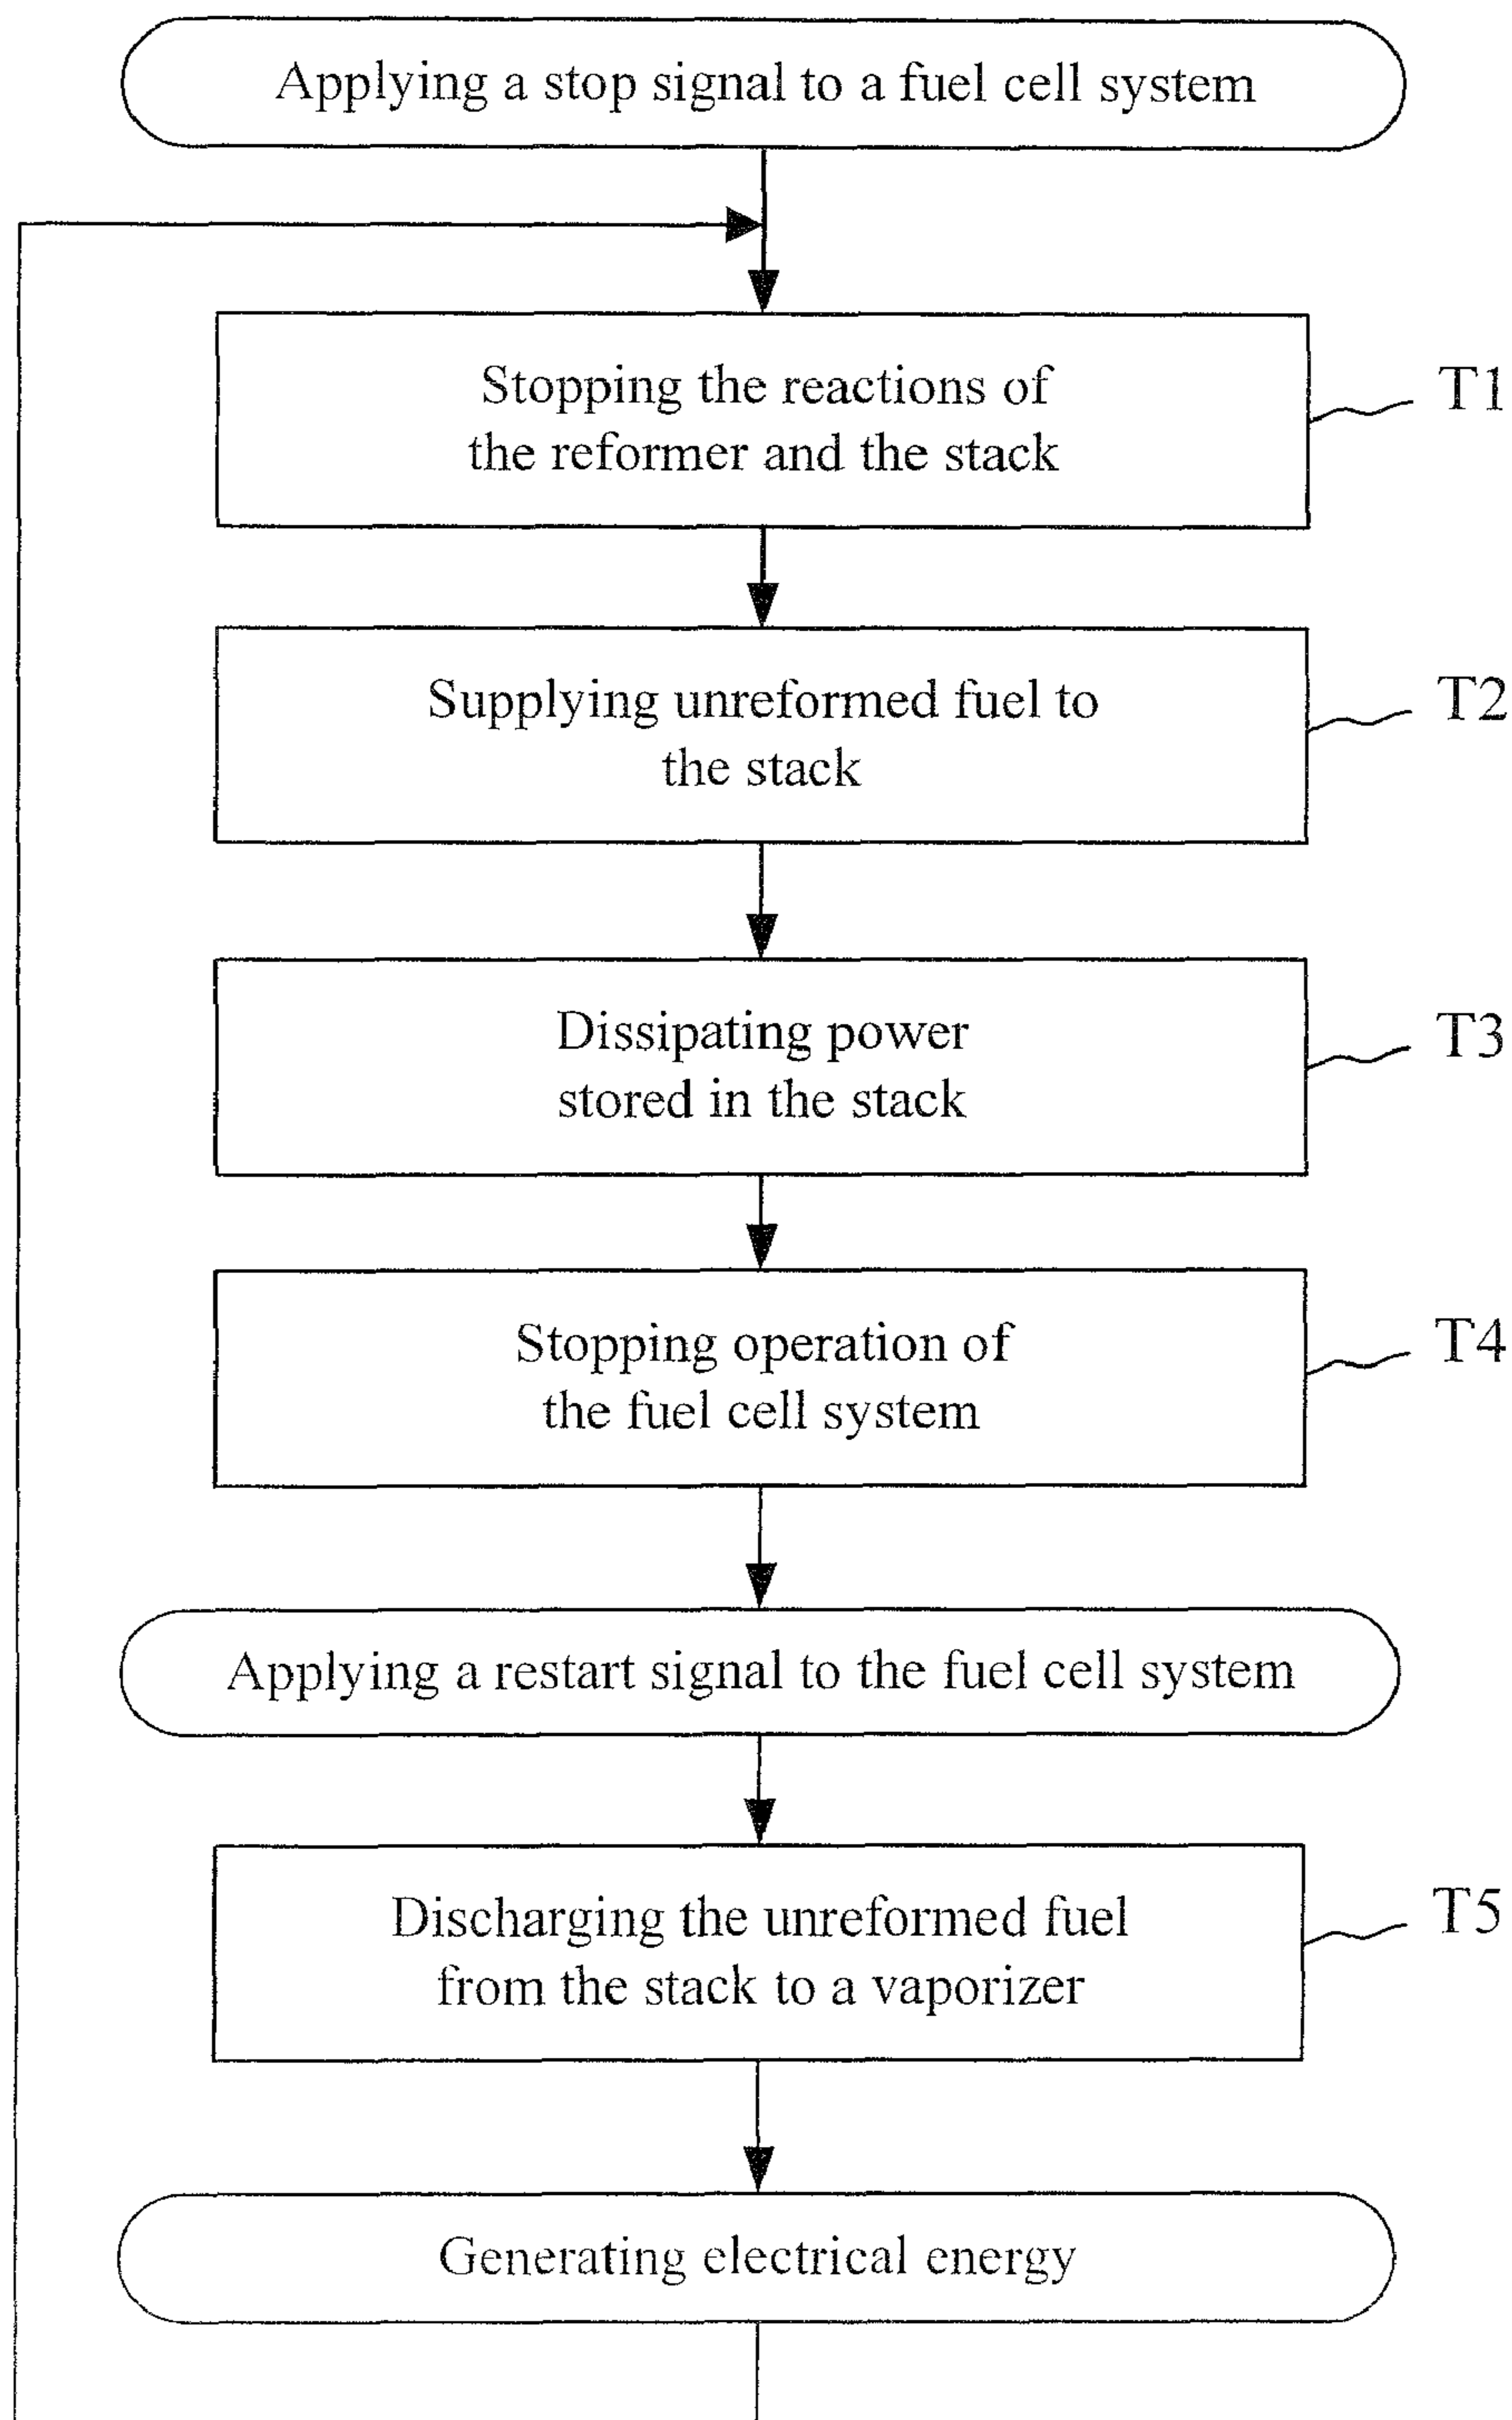 Applying a stop signal to a fuel cell system
Stopping the reactions of
the reformer and the stack
T1
Supplying unreformed fuel to
the stack
T2
Dissipating power
stored in the stack
T3
Stopping operation of
the fuel cell system
T4
Applying a restart signal to the fuel cell system
Discharging the unreformed fuel
from the stack to a vaporizer
T5
Generating electrical energy